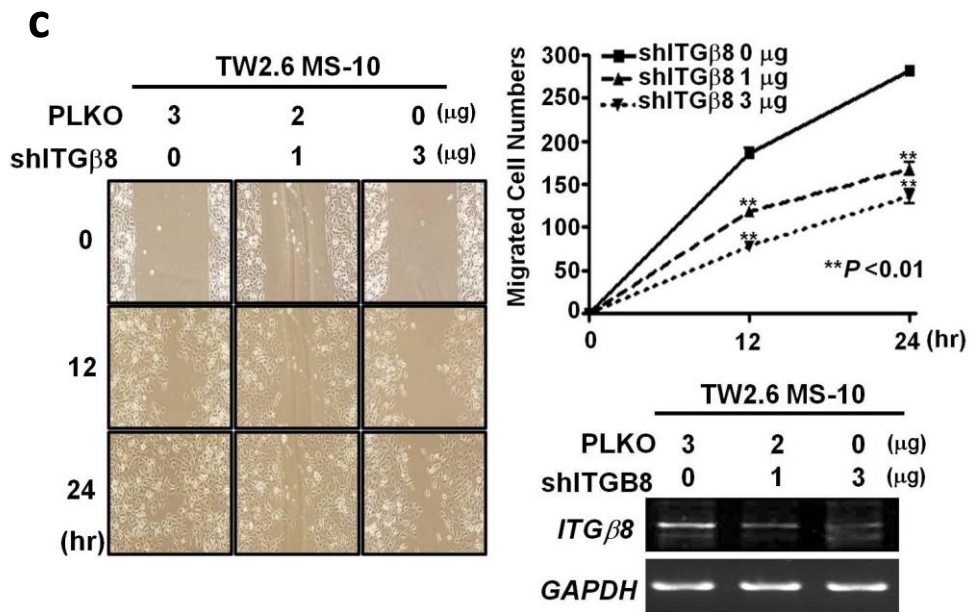 C
TW2.6 MS-10
PLKO 3 2 0 (μg)
shITGβ8 0 1 3 (μg)
0
12
24
(hr)
Migrated Cell Numbers
300
250
200
150
100
50
0
shITGβ8 0 μg
shITGβ8 1 μg
shITGβ8 3 μg
**
**
**
**
**P<0.01
0 12 24 (hr)
TW2.6 MS-10
PLKO 3 2 0 (μg)
shITGB8 0 1 3 (μg)
ITGβ8
GAPDH